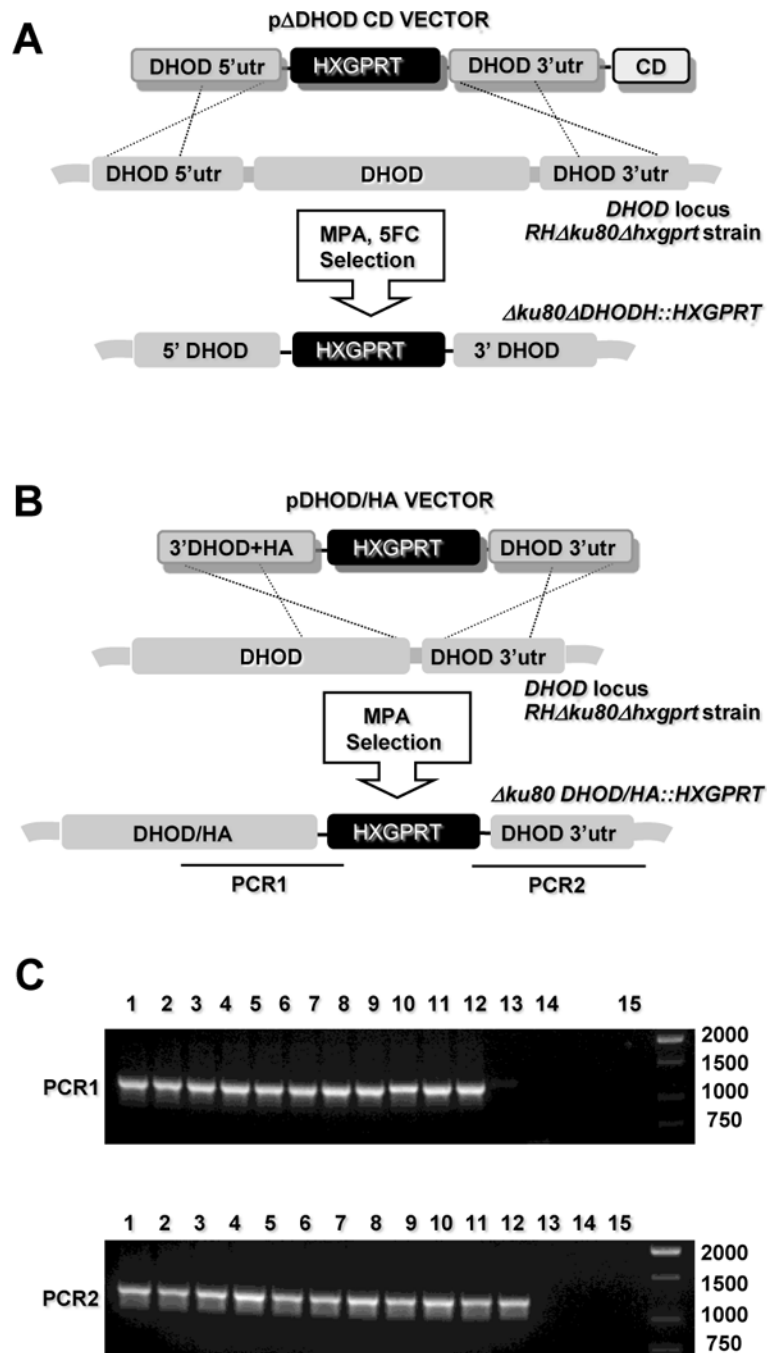 A
pΔDHOD CD VECTOR
DHOD 5'utr HXGPRT DHOD 3'utr CD
DHOD 5'utr DHOD DHOD 3'utr
DHOD locus
RHΔku80Δhxgprt strain
MPA, 5FC
Selection
Δku80ΔDHODH::HXGPRT
5' DHOD HXGPRT 3' DHOD
B
pDHOD/HA VECTOR
3'DHOD+HA HXGPRT DHOD 3'utr
DHOD DHOD 3'utr
DHOD locus
RHΔku80Δhxgprt strain
MPA
Selection
Δku80 DHOD/HA::HXGPRT
DHOD/HA HXGPRT DHOD 3'utr
PCR1 PCR2
C
1 2 3 4 5 6 7 8 9 10 11 12 13 14 15
2000
1500
PCR1 1000
750
1 2 3 4 5 6 7 8 9 10 11 12 13 14 15
2000
1500
PCR2 1000
750